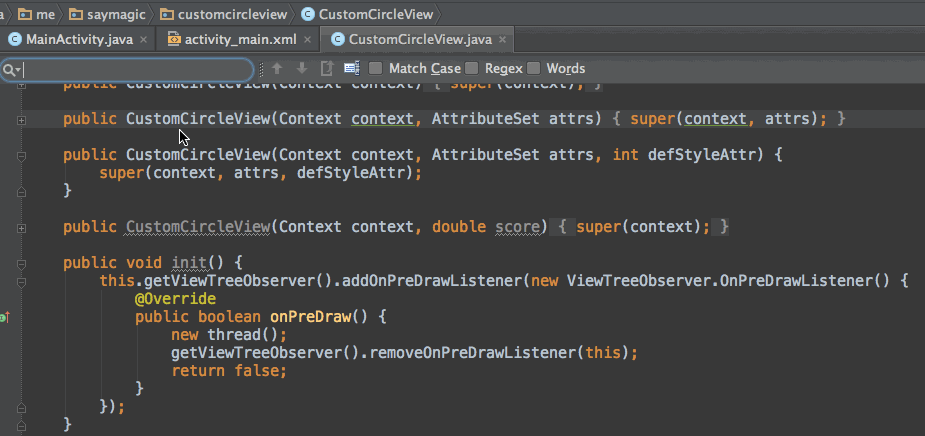 a me saymagic customcircleview CustomCircleView
MainActivity.java × activity_main.xml × CustomCircleView.java ×
Match Case Regex Words
public CustomCircleView(Context context) { super(context); }
public CustomCircleView(Context context, AttributeSet attrs) { super(context, attrs); }
public CustomCircleView(Context context, AttributeSet attrs, int defStyleAttr) {
super(context, attrs, defStyleAttr);
}
public CustomCircleView(Context context, double score) { super(context); }
public void init() {
this.getViewTreeObserver().addOnPreDrawListener(new ViewTreeObserver.OnPreDrawListener() {
@Override
public boolean onPreDraw() {
new thread();
getViewTreeObserver().removeOnPreDrawListener(this);
return false;
}
});
}